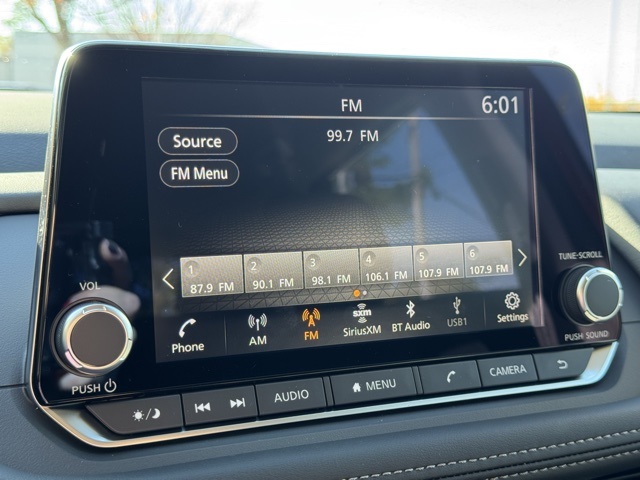 FM
6:01
Source
99.7 FM
FM Menu
1 2 3 4 5 6
87.9 FM 90.1 FM 98.1 FM 106.1 FM 107.9 FM 107.9 FM
Phone
AM
FM
sxm
SiriusXM
BT Audio
USB1
Settings
VOL
PUSH
TUNE-SCROLL
PUSH SOUND
AUDIO
MENU
CAMERA